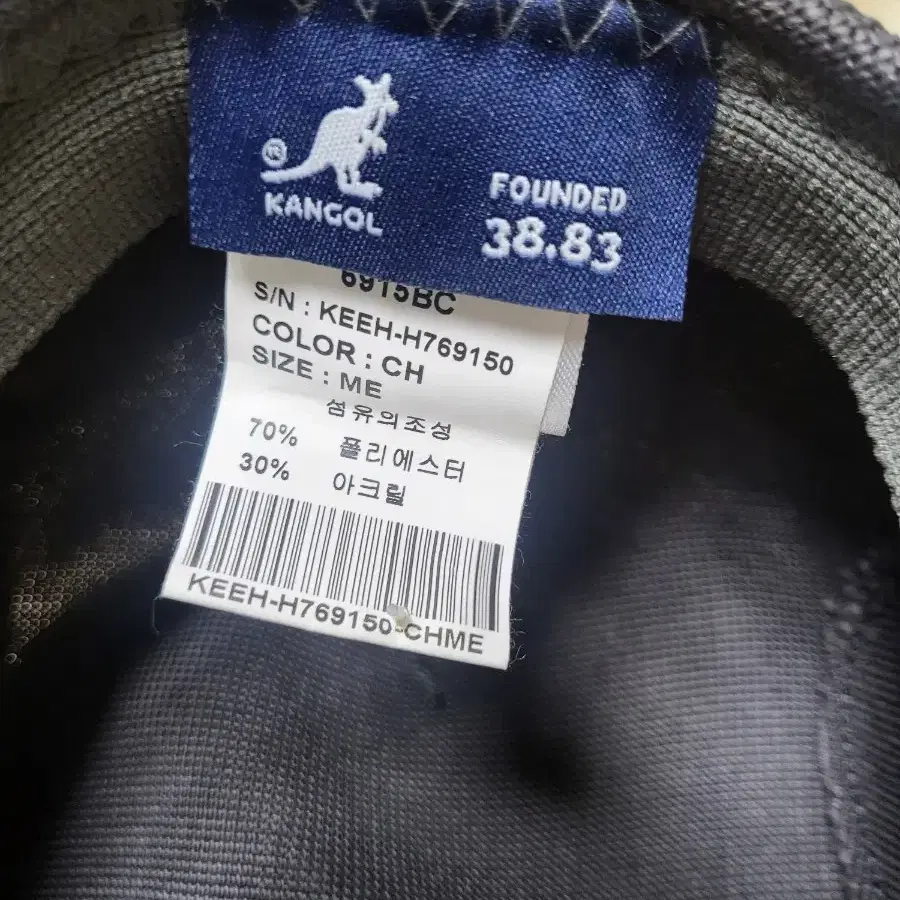 ®
KANGOL
FOUNDED
38.83
6915BC
S/N : KEEH-H769150
COLOR : CH
SIZE : ME
섬유의조성
70% 폴리에스터
30% 아크릴
KEEH-H769150-CHME